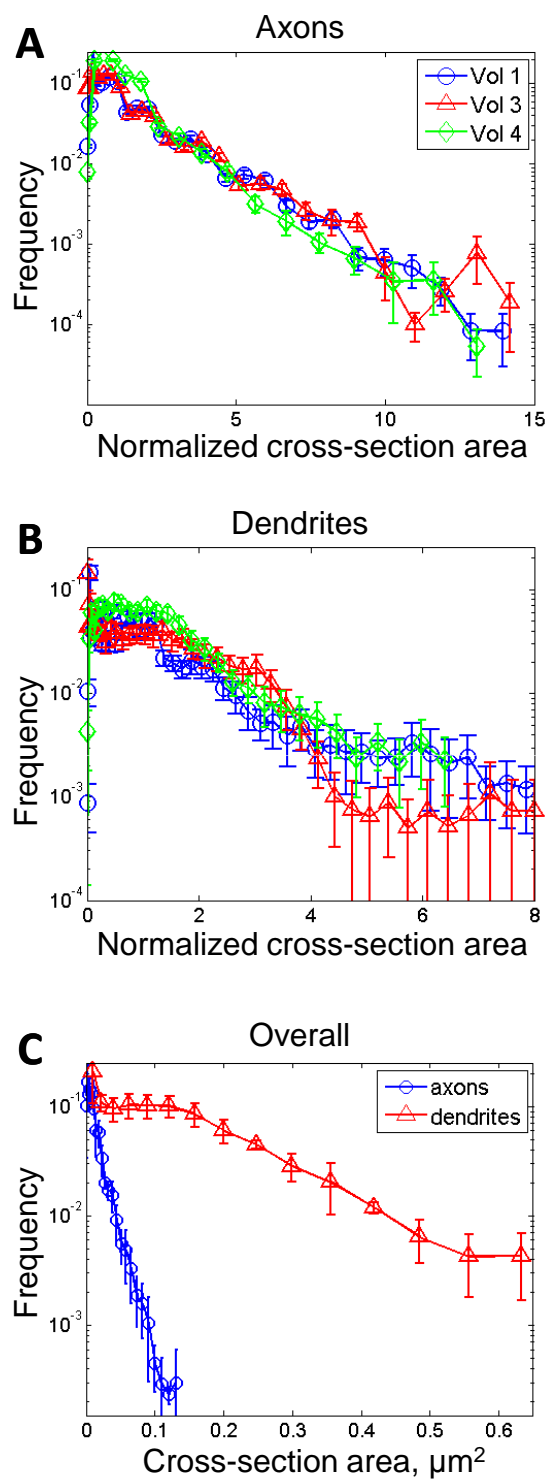 A
Axons
Vol 1
Vol 3
Vol 4
10⁻¹
10⁻²
10⁻³
10⁻⁴
Frequency
0 5 10 15
Normalized cross-section area
B
Dendrites
10⁻¹
10⁻²
10⁻³
10⁻⁴
Frequency
0 2 4 6 8
Normalized cross-section area
C
Overall
axons
dendrites
10⁻¹
10⁻²
10⁻³
Frequency
0 0.1 0.2 0.3 0.4 0.5 0.6
Cross-section area, µm²